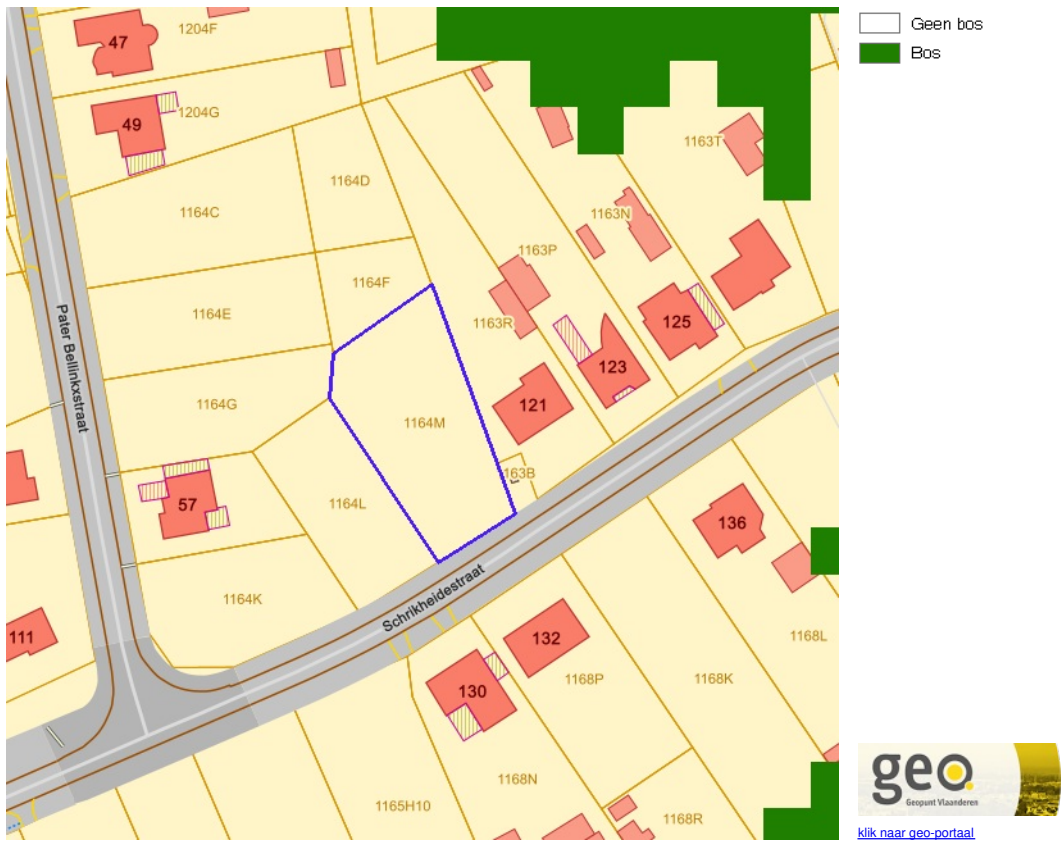 47
1204F
Geen bos
Bos
49
1204G
1163T
1164D
1164C
1163N
1163P
1164F
1164E
1163R
125
Pater Bellinkxstraat
123
1164G
121
1164M
163B
57
1164L
136
Schrikheidestraat
1164K
111
132
1168L
130
1168P
1168K
1168N
1165H10
1168R
geo.
Geopunt Vlaanderen
klik naar geo-portaal